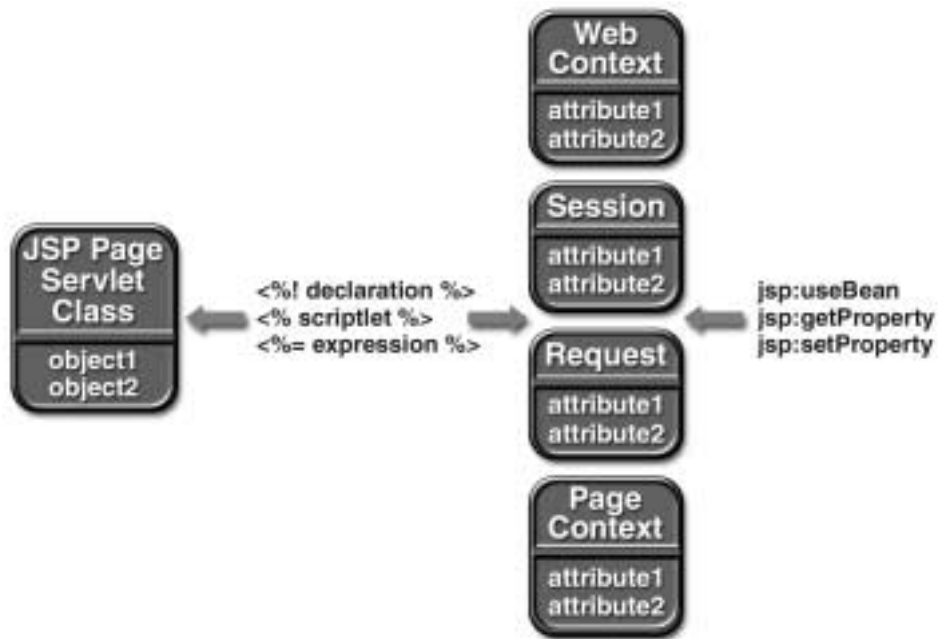 Web
Context
attribute1
attribute2
Session
attribute1
attribute2
JSP Page
Servlet
Class
object1
object2
<%! declaration %>
<% scriptlet %>
<%= expression %>
jsp:useBean
jsp:getProperty
jsp:setProperty
Request
attribute1
attribute2
Page
Context
attribute1
attribute2